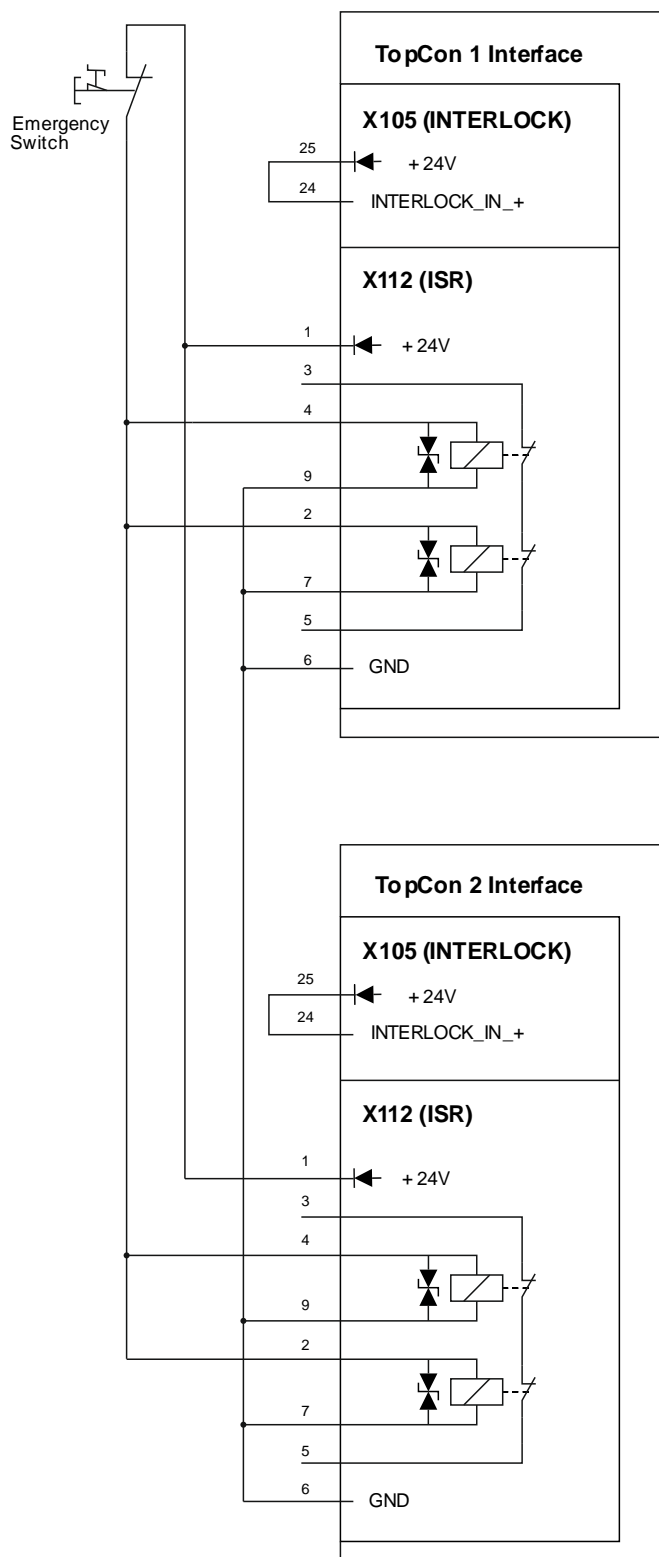 TopCon 1 Interface
X105 (INTERLOCK)
Emergency
Switch
25
+24V
24
INTERLOCK_IN_+
X112 (ISR)
1
+24V
3
4
9
2
7
5
6
GND
TopCon 2 Interface
X105 (INTERLOCK)
25
+24V
24
INTERLOCK_IN_+
X112 (ISR)
1
+24V
3
4
9
2
7
5
6
GND